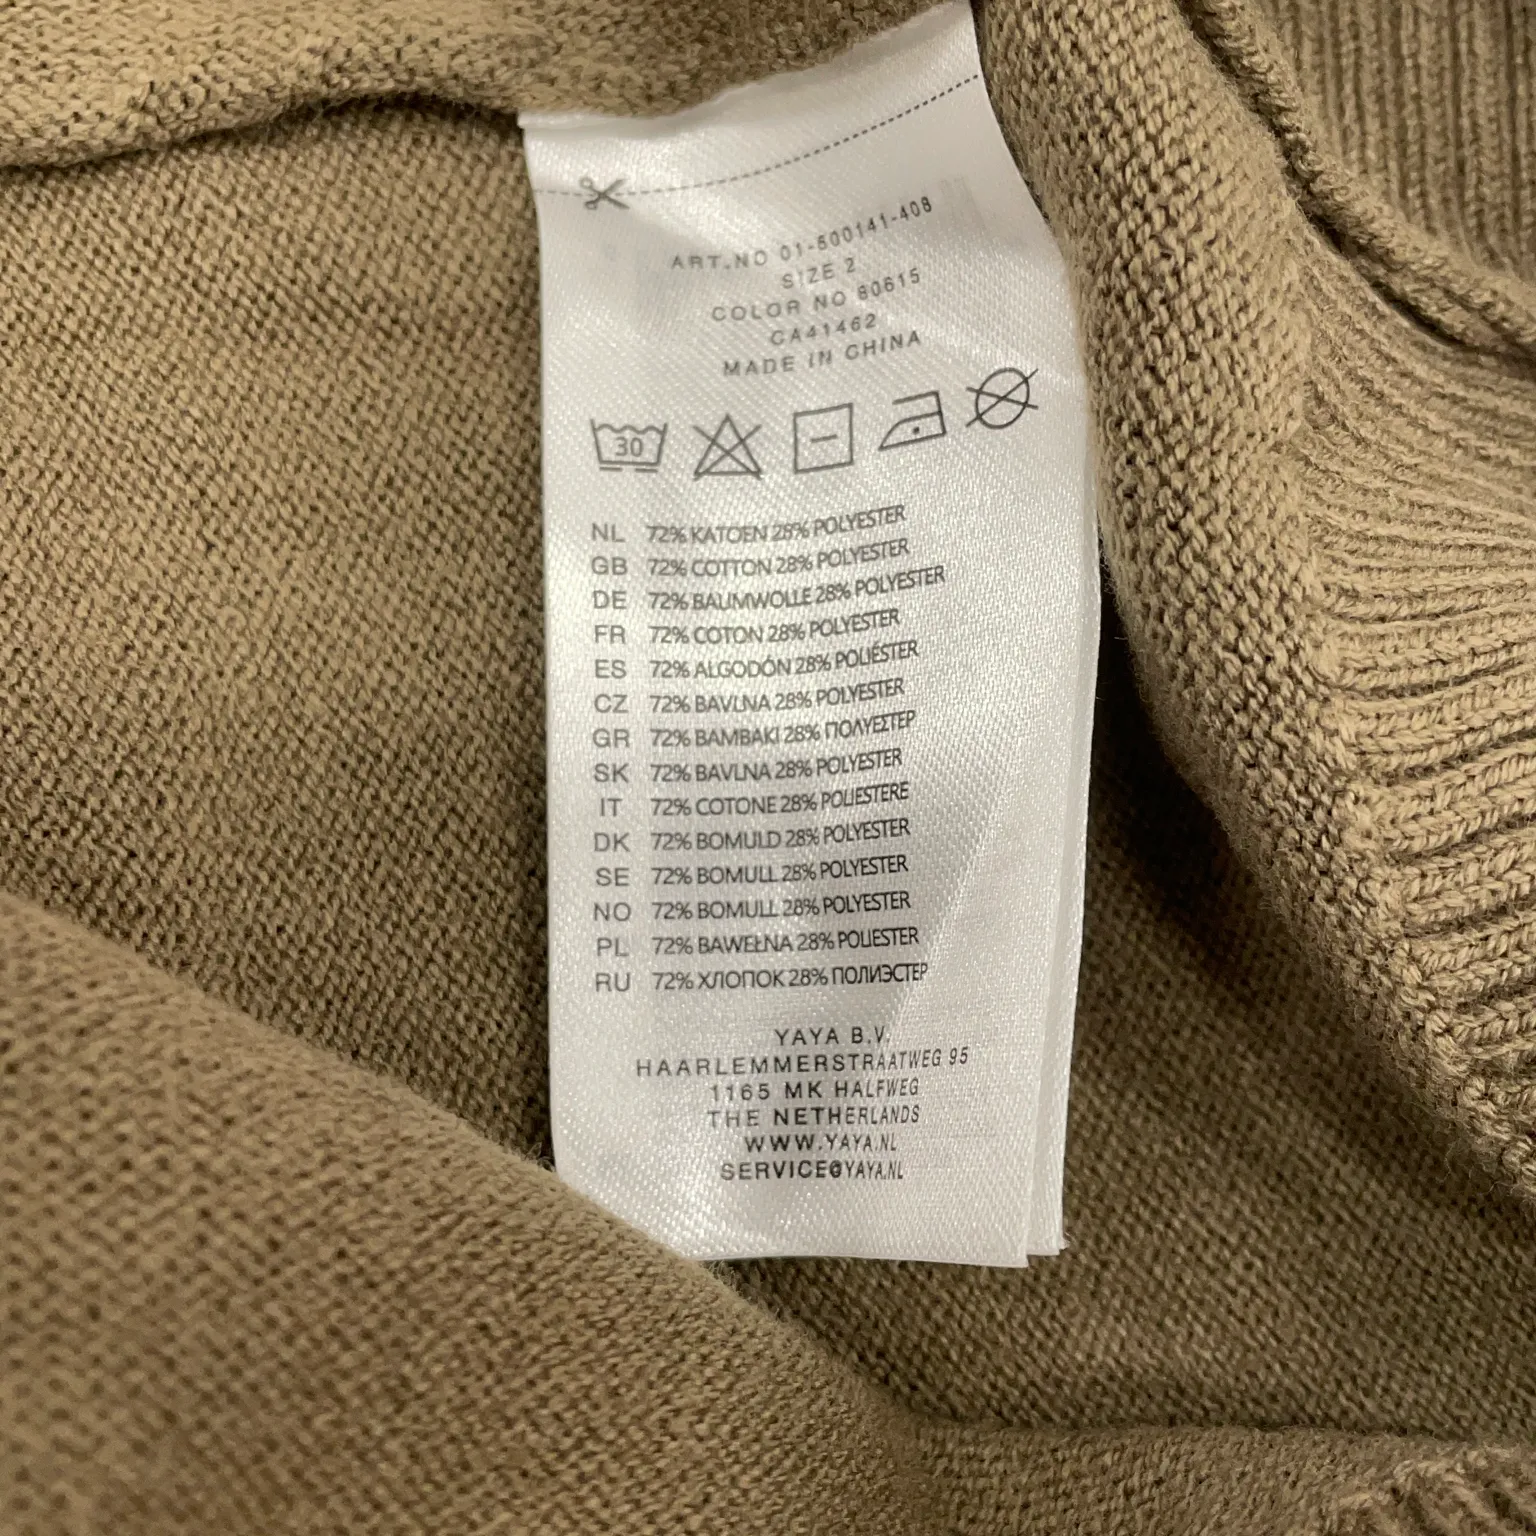 ART.NO 01-800141-408
SIZE 2
COLOR NO 80615
CA41462
MADE IN CHINA
30
NL 72% KATOEN 28% POLYESTER
GB 72% COTTON 28% POLYESTER
DE 72% BAUMWOLLE 28% POLYESTER
FR 72% COTON 28% POLYESTER
ES 72% ALGODÓN 28% POLIÉSTER
CZ 72% BAVLNA 28% POLYESTER
GR 72% ΒΑΜΒΑΚΙ 28% ΠΟΛΥΕΣΤΕΡ
SK 72% BAVLNA 28% POLYESTER
IT 72% COTONE 28% POLIESTERE
DK 72% BOMULD 28% POLYESTER
SE 72% BOMULL 28% POLYESTER
NO 72% BOMULL 28% POLYESTER
PL 72% BAWEŁNA 28% POLIESTER
RU 72% ХЛОПОК 28% ПОЛИЭСТЕР
YAYA B.V.
HAARLEMMERSTRAATWEG 95
1165 MK HALFWEG
THE NETHERLANDS
WWW.YAYA.NL
SERVICE@YAYA.NL